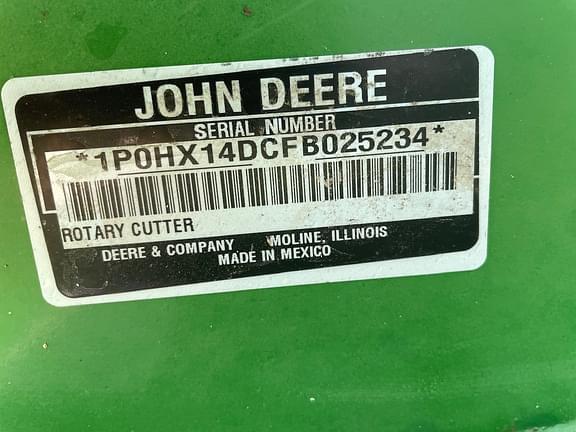 JOHN DEERE
SERIAL NUMBER
*1P0HX14DCFB025234*
ROTARY CUTTER
DEERE & COMPANY MOLINE, ILLINOIS
MADE IN MEXICO